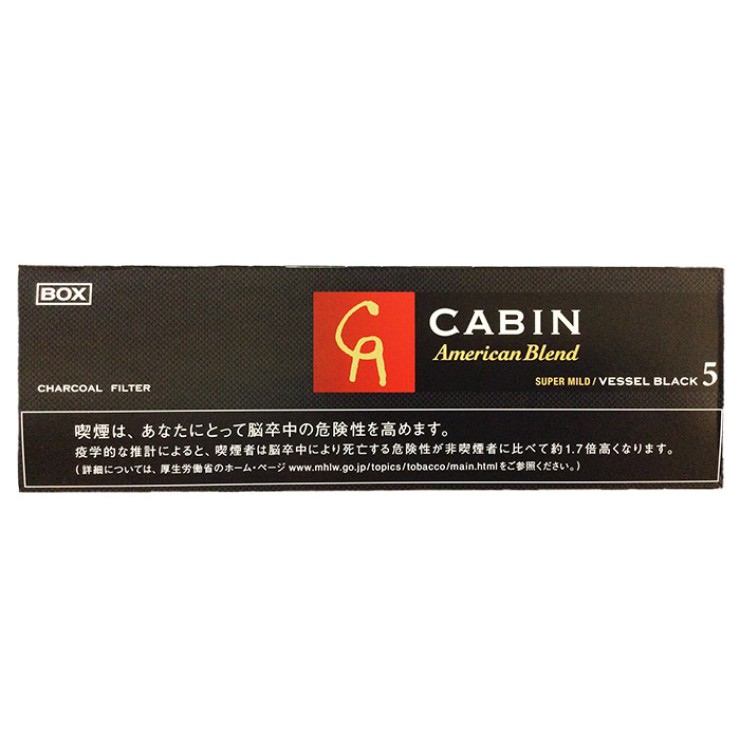 BOX
CA
CABIN
American Blend
SUPER MILD / VESSEL BLACK 5
CHARCOAL FILTER
喫煙は、あなたにとって脳卒中の危険性を高めます。
疫学的な推計によると、喫煙者は脳卒中により死亡する危険性が非喫煙者に比べて約1.7倍高くなります。
(詳細については、厚生労働省のホーム・ページ www.mhlw.go.jp/topics/tobacco/main.html をご参照ください。)